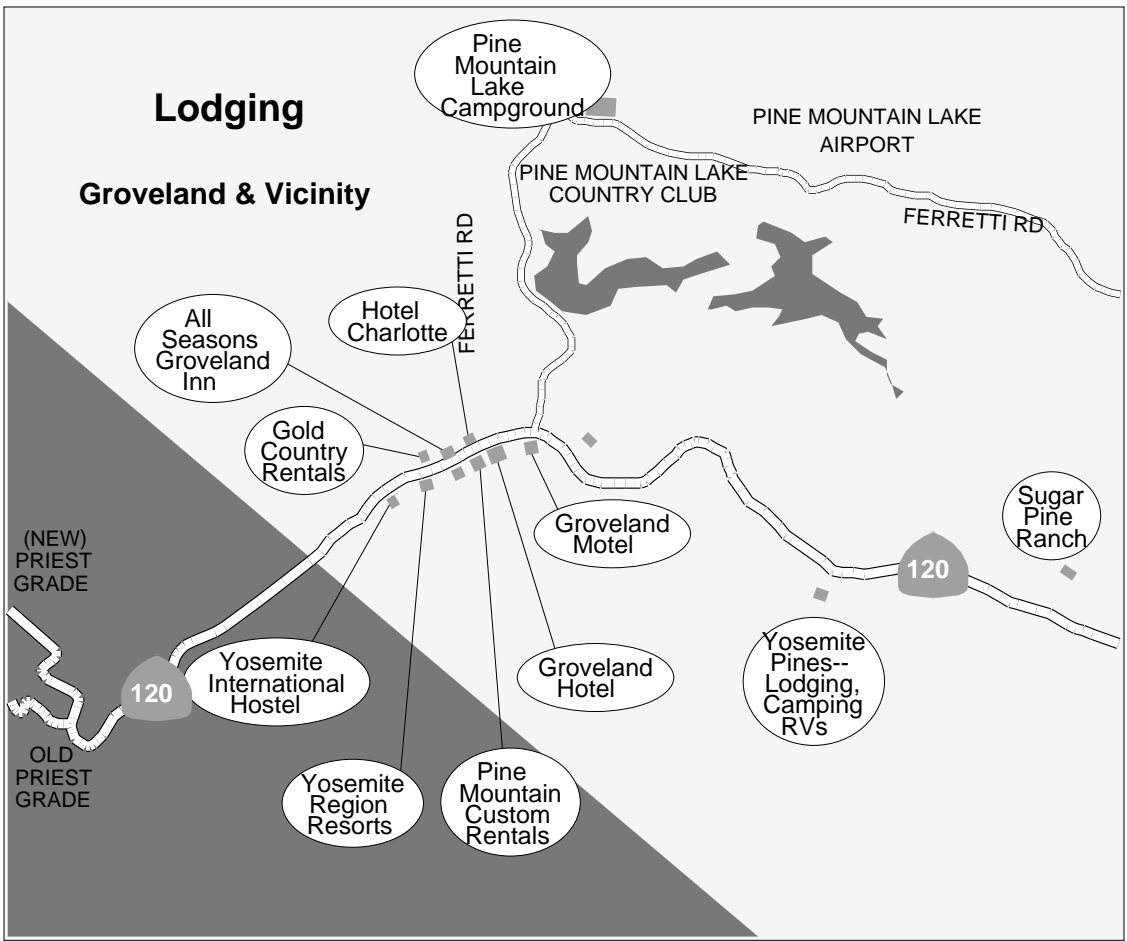 Pine
Mountain
Lake
Campground
Lodging
PINE MOUNTAIN LAKE
AIRPORT
Groveland & Vicinity
PINE MOUNTAIN LAKE
COUNTRY CLUB
FERRETTI RD
FERRETTI RD
All
Seasons
Groveland
Inn
Hotel
Charlotte
Gold
Country
Rentals
Groveland
Motel
Sugar
Pine
Ranch
(NEW)
PRIEST
GRADE
120
Yosemite
International
Hostel
Groveland
Hotel
Yosemite
Pines--
Lodging,
Camping
RVs
120
OLD
PRIEST
GRADE
Yosemite
Region
Resorts
Pine
Mountain
Custom
Rentals